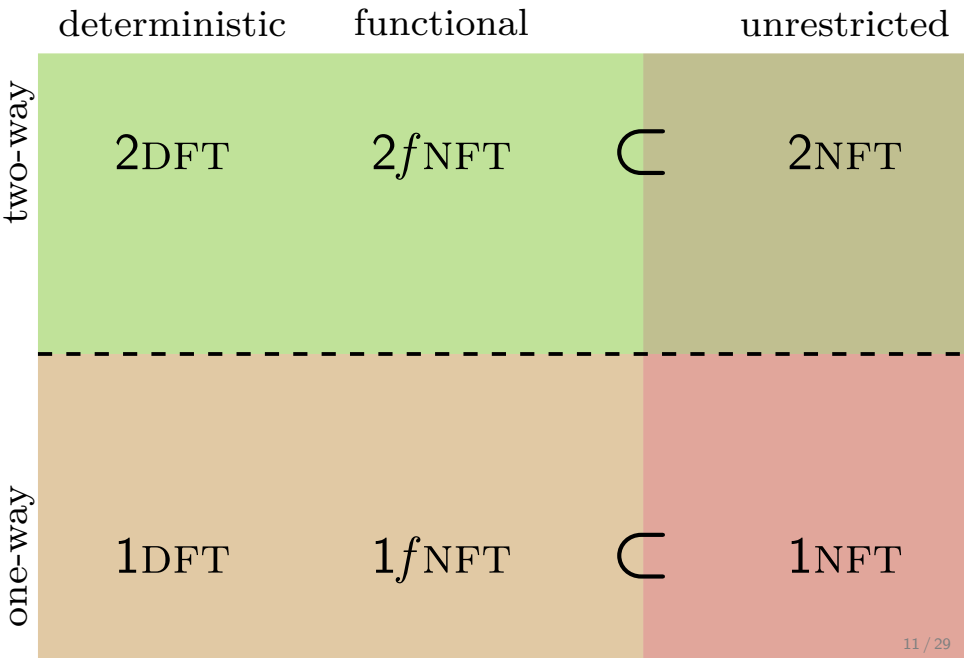 deterministic functional unrestricted
two-way
2DFT 2fNFT ⊂ 2NFT
one-way
1DFT 1fNFT ⊂ 1NFT
11 / 29